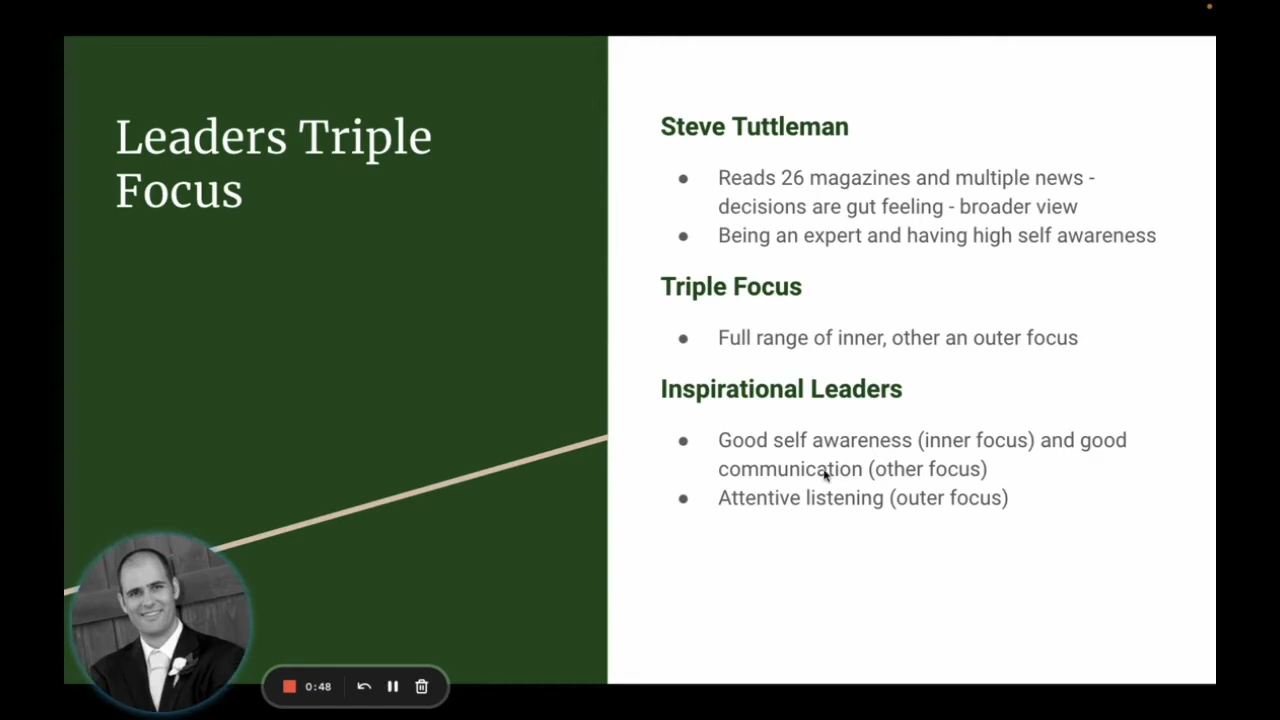 Leaders Triple
Focus
Steve Tuttleman
● Reads 26 magazines and multiple news -
decisions are gut feeling - broader view
● Being an expert and having high self awareness
Triple Focus
● Full range of inner, other an outer focus
Inspirational Leaders
● Good self awareness (inner focus) and good
communication (other focus)
● Attentive listening (outer focus)
0:48